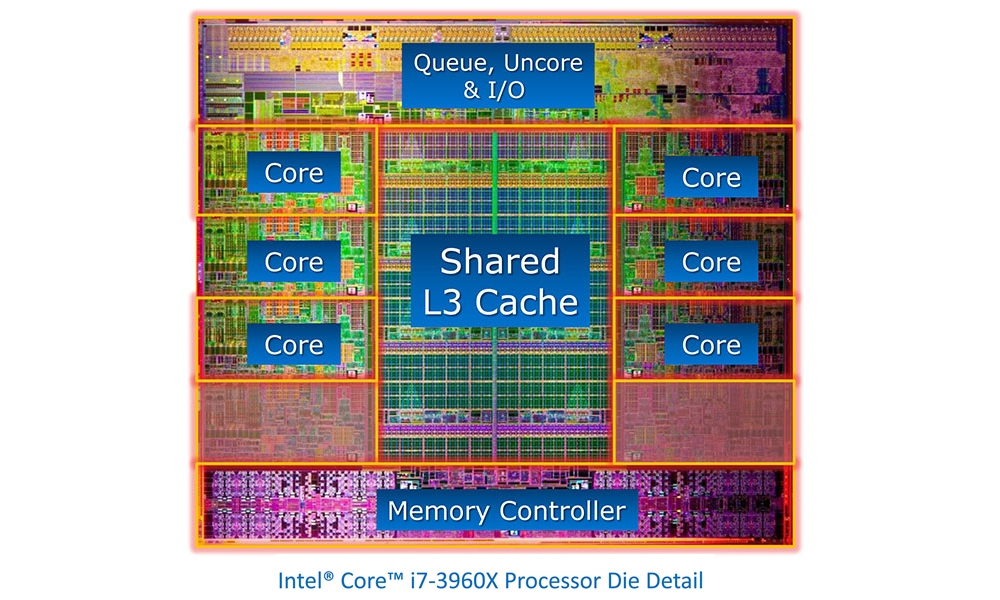 Queue, Uncore
& I/O
Core
Core
Core
Core
Core
Core
Shared
L3 Cache
Memory Controller
Intel® Core™ i7-3960X Processor Die Detail